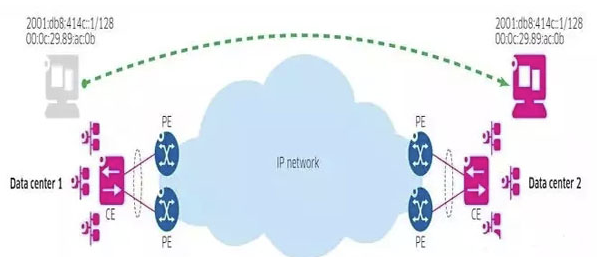 2001:db8:414c::1/128
00:0c:29:89:ac:0b
2001:db8:414c::1/128
00:0c:29:89:ac:0b
PE
PE
IP network
Data center 1
Data center 2
CE
CE
PE
PE